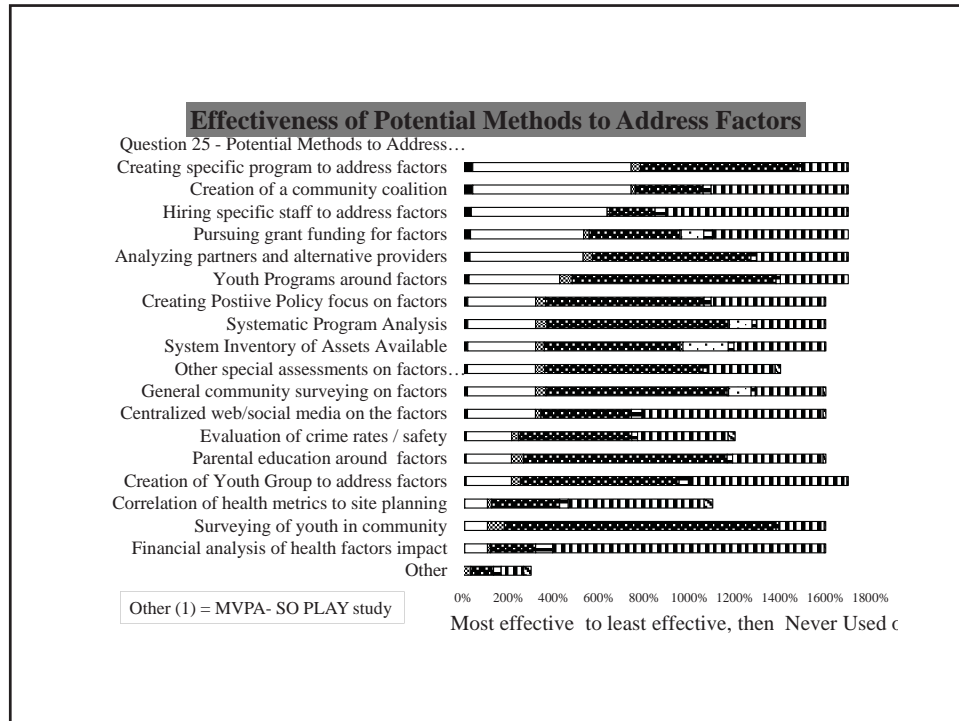 Effectiveness of Potential Methods to Address Factors
Question 25 - Potential Methods to Address…
Creating specific program to address factors
Creation of a community coalition
Hiring specific staff to address factors
Pursuing grant funding for factors
Analyzing partners and alternative providers
Youth Programs around factors
Creating Postiive Policy focus on factors
Systematic Program Analysis
System Inventory of Assets Available
Other special assessments on factors…
General community surveying on factors
Centralized web/social media on the factors
Evaluation of crime rates / safety
Parental education around factors
Creation of Youth Group to address factors
Correlation of health metrics to site planning
Surveying of youth in community
Financial analysis of health factors impact
Other
0% 200% 400% 600% 800% 1000% 1200% 1400% 1600% 1800%
Other (1) = MVPA- SO PLAY study
Most effective to least effective, then Never Used